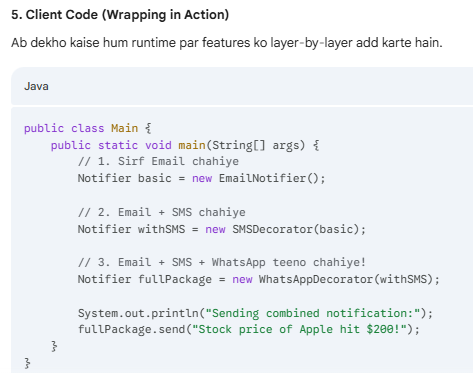 5. Client Code (Wrapping in Action)
Ab dekho kaise hum runtime par features ko layer-by-layer add karte hain.
Java
public class Main {
    public static void main(String[] args) {
        // 1. Sirf Email chahiye
        Notifier basic = new EmailNotifier();

        // 2. Email + SMS chahiye
        Notifier withSMS = new SMSDecorator(basic);

        // 3. Email + SMS + WhatsApp teeno chahiye!
        Notifier fullPackage = new WhatsAppDecorator(withSMS);

        System.out.println("Sending combined notification:");
        fullPackage.send("Stock price of Apple hit $200!");
    }
}